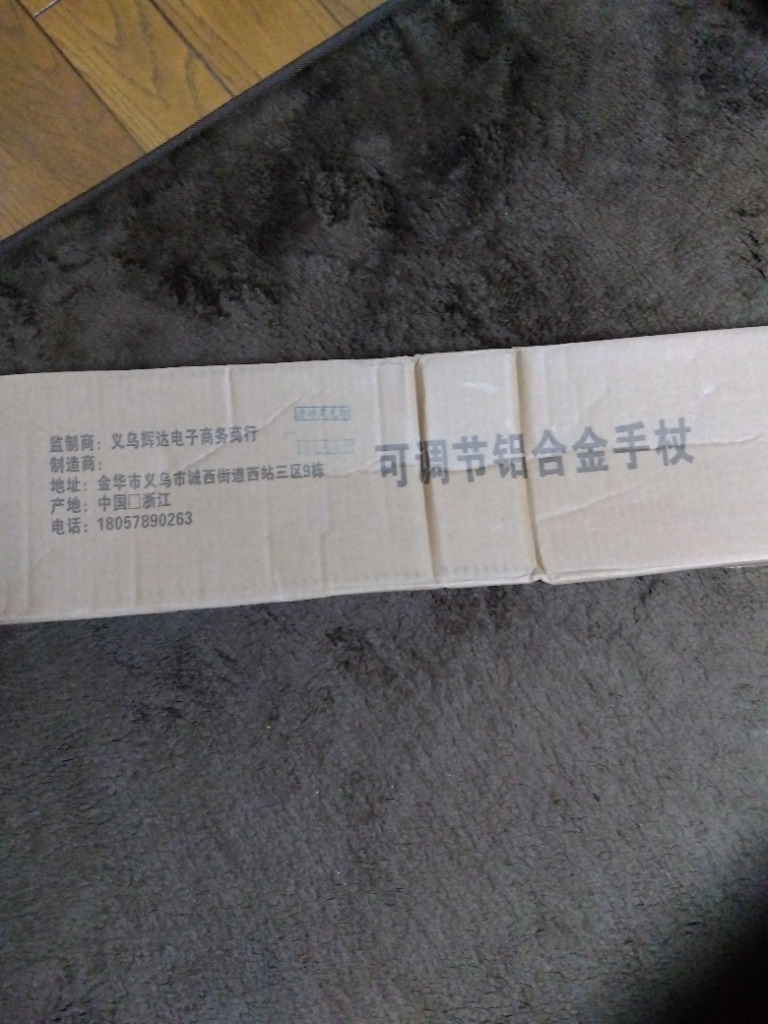 监制商：义乌辉达电子商务商行
制造商：
地址：金华市义乌市城西街道西站三区9栋
产地：中国□浙江
电话：18057890263
可调节铝合金手杖